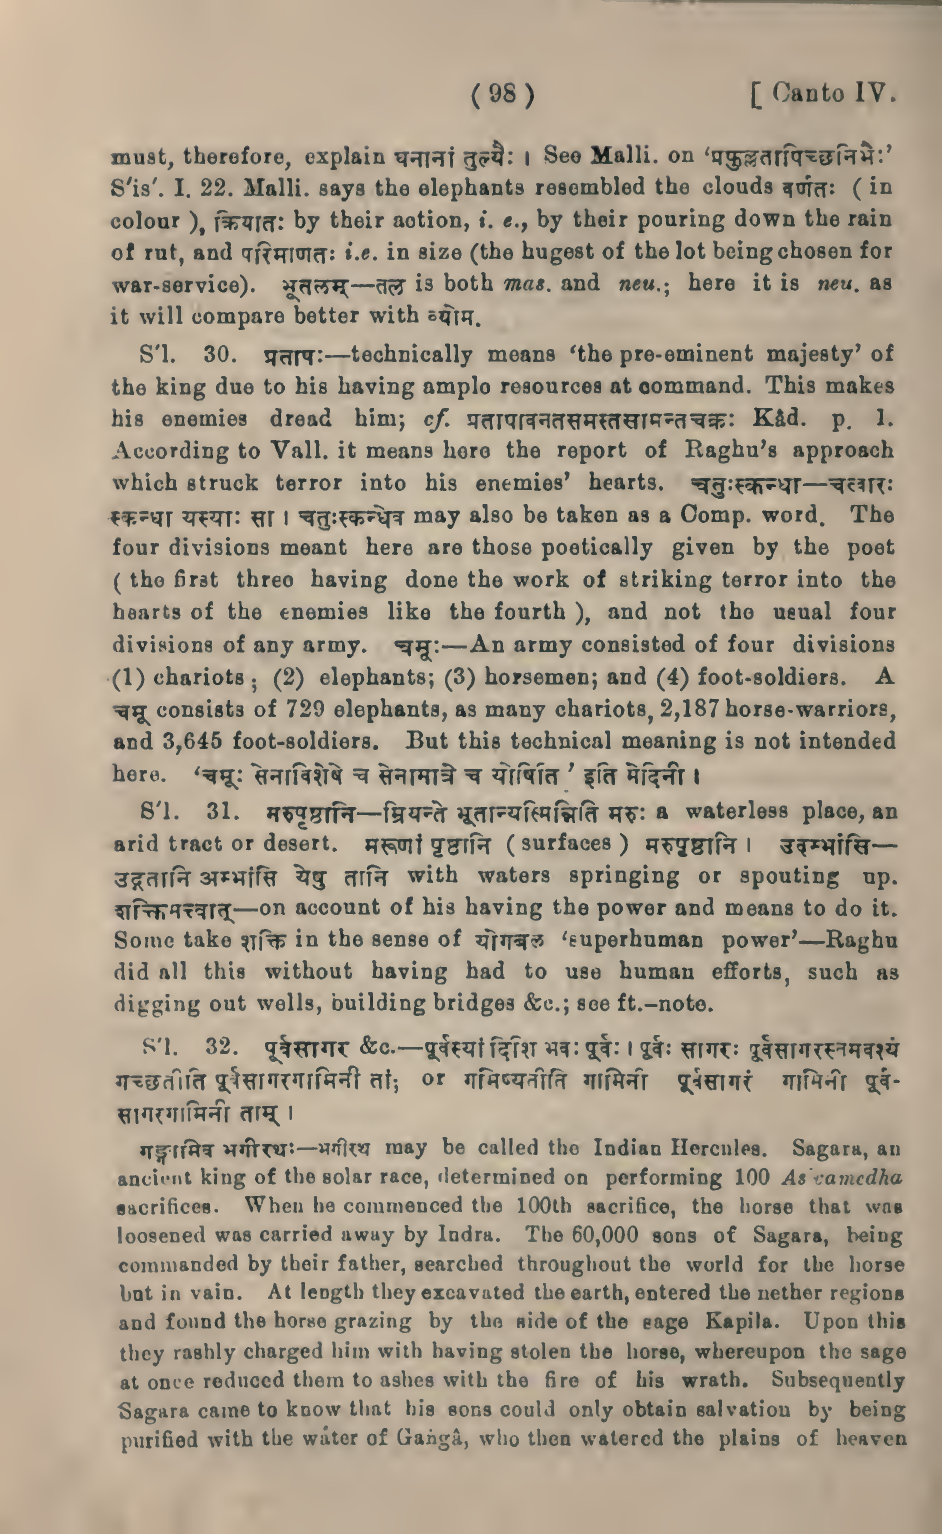 ( 98 ) [ Canto IV.
must, therefore, explain घनानां तुल्यैः । See Malli. on ‘प्रफुल्लतापिच्छनिभैः’
S'is'. I. 22. Malli. says the elephants resembled the clouds वर्णतः ( in
colour ), क्रियातः by their action, i. e., by their pouring down the rain
of rut, and परिमाणतः i.e. in size (the hugest of the lot being chosen for
war-service). भूतलम्—तल is both mas. and neu.; here it is neu. as
it will compare better with व्योम.
S'l. 30. प्रतापः—technically means ‘the pre-eminent majesty’ of
the king due to his having ample resources at command. This makes
his enemies dread him; cf. प्रतापावनतसमस्तसामन्तचक्रः Kâd. p. 1.
According to Vall. it means here the report of Raghu's approach
which struck terror into his enemies’ hearts. चतुःस्कन्धा—चत्वारः
स्कन्धा यस्याः सा । चतुःस्कन्धेव may also be taken as a Comp. word. The
four divisions meant here are those poetically given by the poet
( the first three having done the work of striking terror into the
hearts of the enemies like the fourth ), and not the usual four
divisions of any army. चमूः—An army consisted of four divisions
(1) chariots; (2) elephants; (3) horsemen; and (4) foot-soldiers. A
चमू consists of 729 elephants, as many chariots, 2,187 horse-warriors,
and 3,645 foot-soldiers. But this technical meaning is not intended
here. ‘चमूः सेनाविशेषे च सेनामात्रे च योषिति’ इति मेदिनी ।
S'l. 31. मरुपृष्ठानि—म्रियन्ते भूतान्यस्मिन्निति मरुः a waterless place, an
arid tract or desert. मरूणां पृष्ठानि ( surfaces ) मरुपृष्ठानि । उदम्भांसि—
उद्गतानि अम्भांसि येषु तानि with waters springing or spouting up.
शक्तिमत्त्वात्—on account of his having the power and means to do it.
Some take शक्ति in the sense of योगबल ‘superhuman power’—Raghu
did all this without having had to use human efforts, such as
digging out wells, building bridges &c.; see ft.-note.
S'l. 32. पूर्वसागर &c.—पूर्वस्यां दिशि भवः पूर्वः । पूर्वः सागरः पूर्वसागरस्तमवश्यं
गच्छतीति पूर्वसागरगामिनी तां; or गमिष्यतीति गामिनी पूर्वसागरं गामिनी पूर्व-
सागरगामिनी ताम् ।
गङ्गामिव भगीरथः—भगीरथ may be called the Indian Hercules. Sagara, an
ancient king of the solar race, determined on performing 100 As'vamedha
sacrifices. When he commenced the 100th sacrifice, the horse that was
loosened was carried away by Indra. The 60,000 sons of Sagara, being
commanded by their father, searched throughout the world for the horse
but in vain. At length they excavated the earth, entered the nether regions
and found the horse grazing by the side of the sage Kapila. Upon this
they rashly charged him with having stolen the horse, whereupon the sage
at once reduced them to ashes with the fire of his wrath. Subsequently
Sagara came to know that his sons could only obtain salvation by being
purified with the water of Gaṅgâ, who then watered the plains of heaven